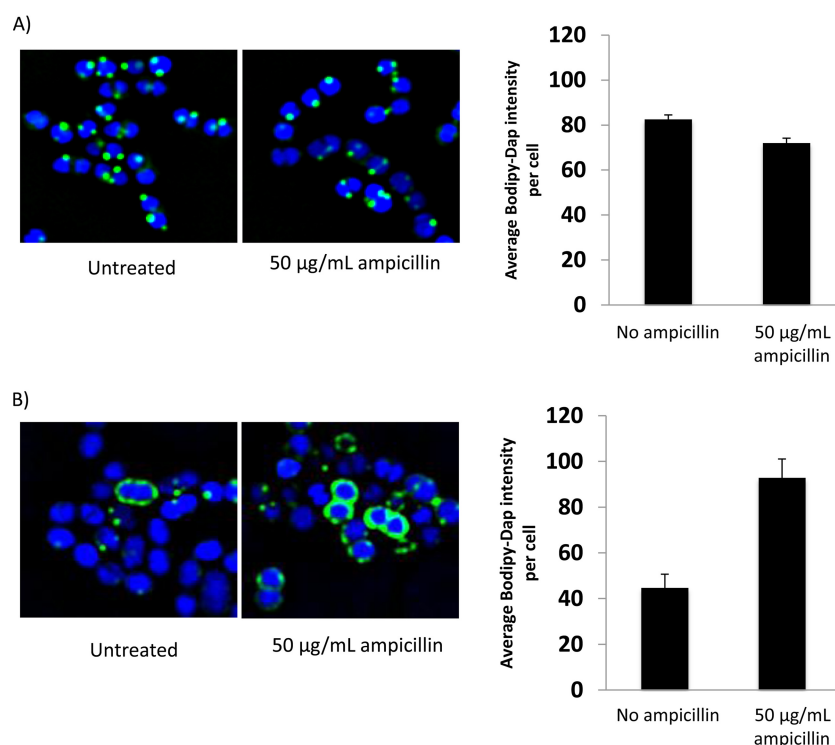 A)
Untreated
50 µg/mL ampicillin
Average Bodipy-Dap intensity
per cell
120
100
80
60
40
20
0
No ampicillin
50 µg/mL
ampicillin
B)
Untreated
50 µg/mL ampicillin
Average Bodipy-Dap intensity
per cell
120
100
80
60
40
20
0
No ampicillin
50 µg/mL
ampicillin